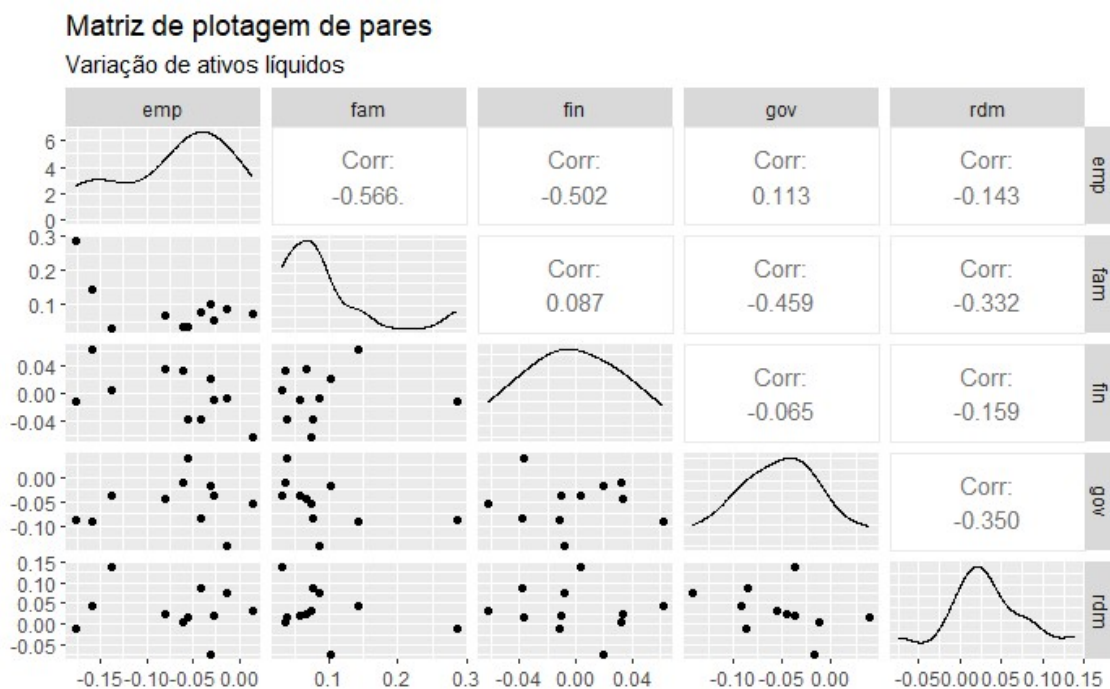 Matriz de plotagem de pares
Variação de ativos líquidos
emp fam fin gov rdm
6
4
2
0
Corr:
-0.566.
Corr:
-0.502
Corr:
0.113
Corr:
-0.143
emp
0.3
0.2
0.1
Corr:
0.087
Corr:
-0.459
Corr:
-0.332
fam
0.04
0.00
-0.04
Corr:
-0.065
Corr:
-0.159
fin
0.00
-0.05
-0.10
Corr:
-0.350
gov
0.15
0.10
0.05
0.00
-0.05
rdm
-0.15-0.10-0.05 0.00 0.1 0.2 0.3 -0.04 0.00 0.04 -0.10 -0.05 0.00 -0.05 0.00 0.05 0.10 0.15